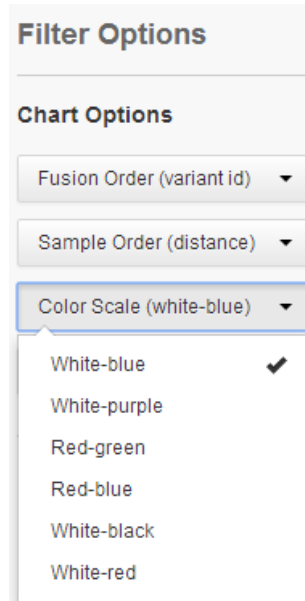 Filter Options
Chart Options
Fusion Order (variant id)
Sample Order (distance)
Color Scale (white-blue)
White-blue
White-purple
Red-green
Red-blue
White-black
White-red